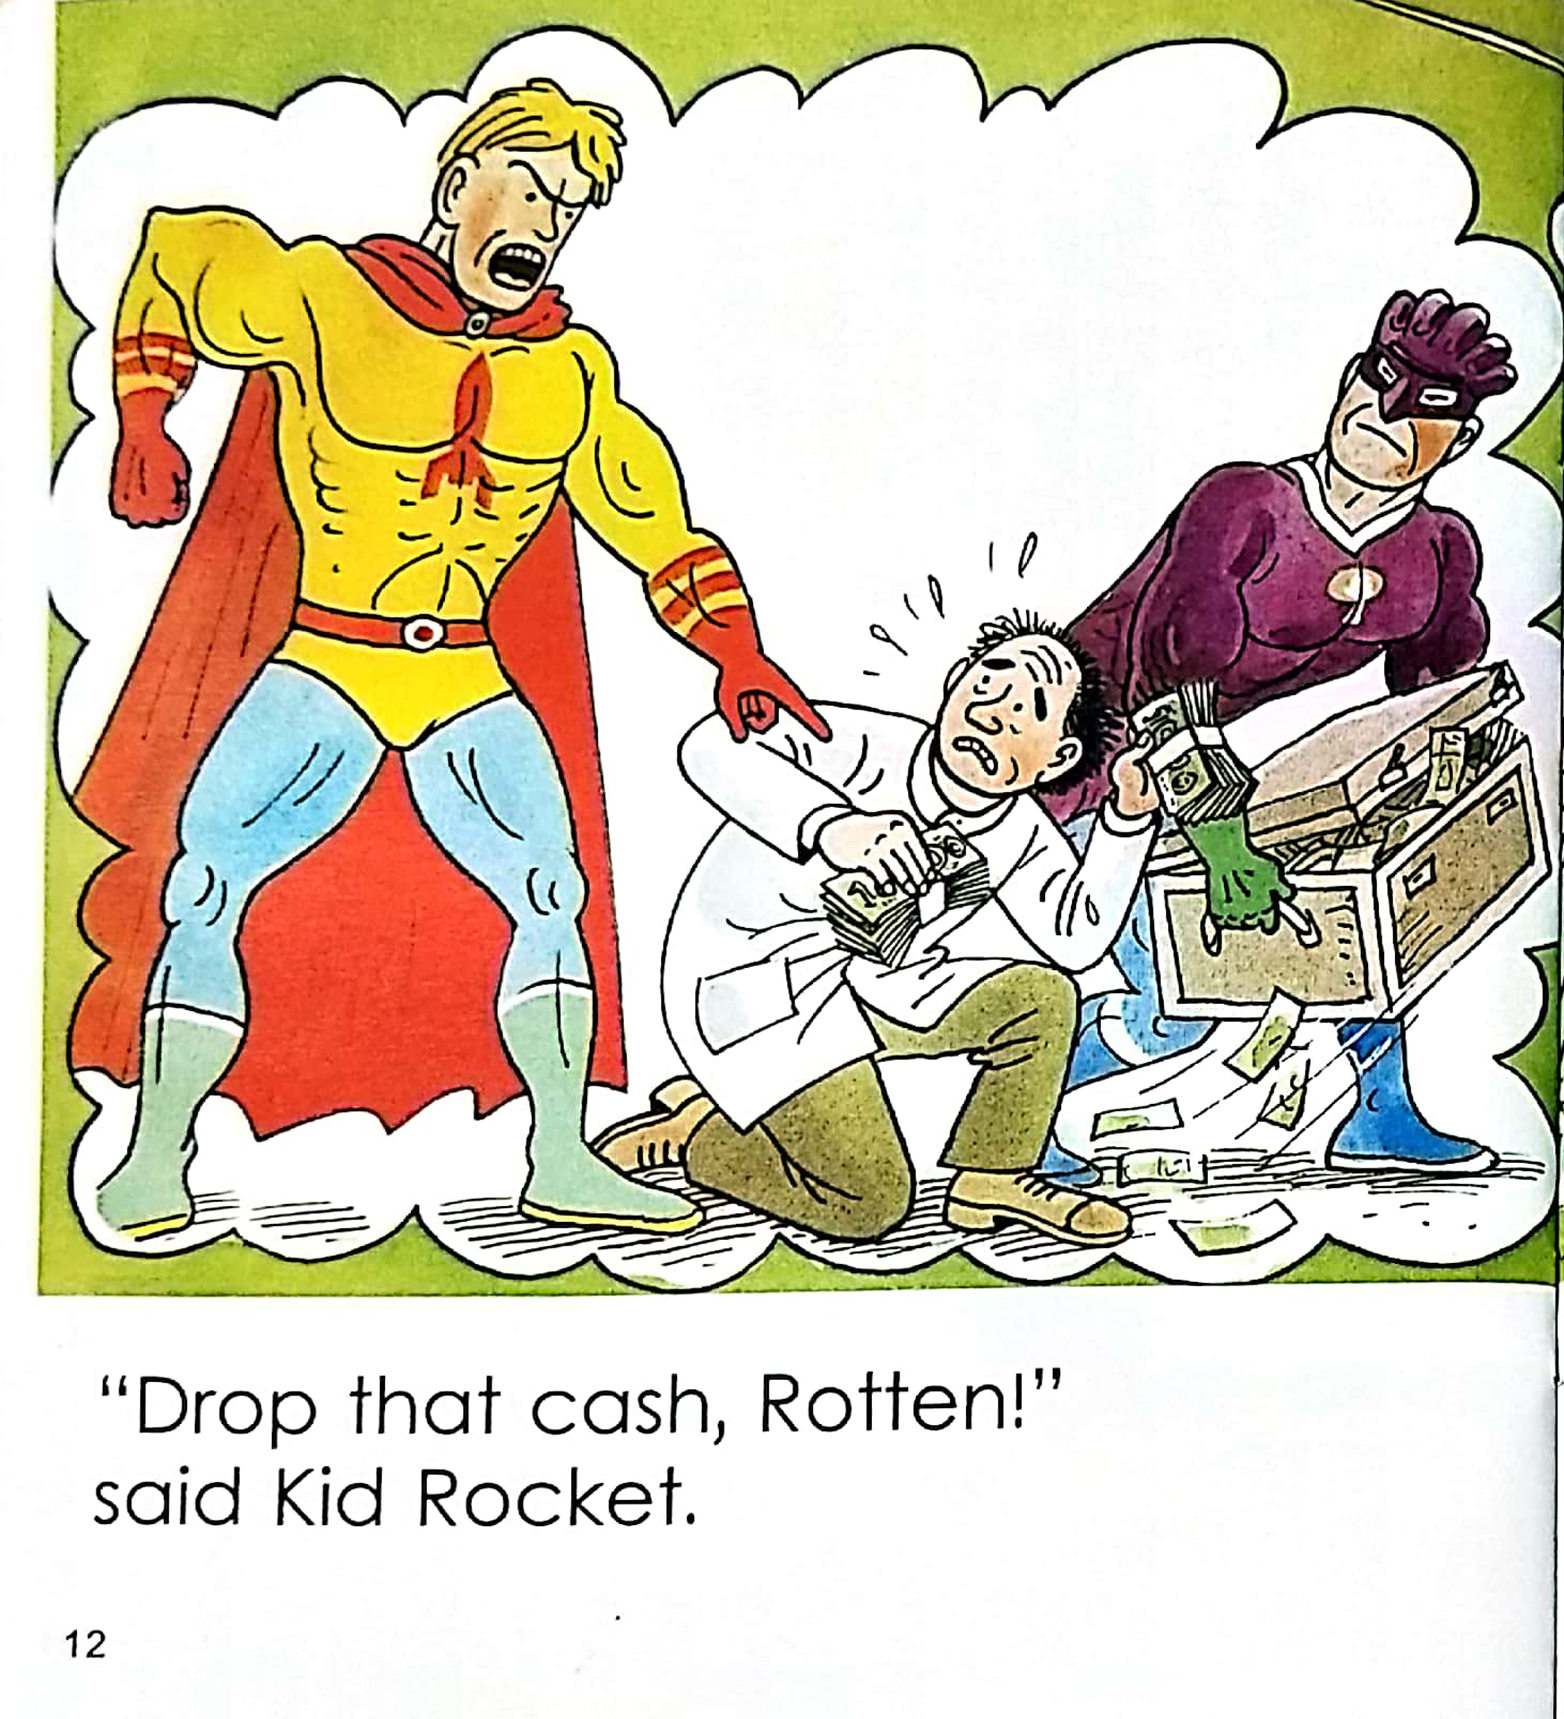 “Drop that cash, Rotten!”
said Kid Rocket.
12